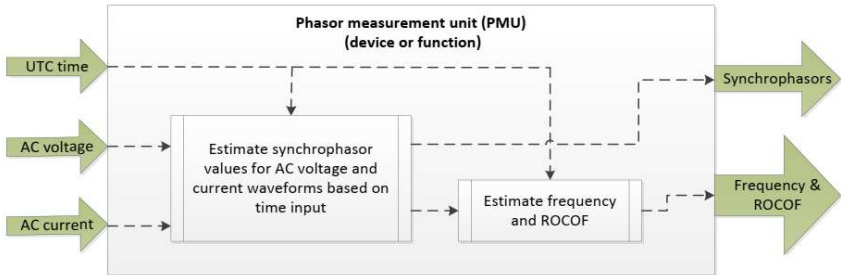 Phasor measurement unit (PMU)
(device or function)
UTC time
Synchrophasors
AC voltage
Estimate synchrophasor
values for AC voltage and
current waveforms based on
time input
AC current
Estimate frequency
and ROCOF
Frequency &
ROCOF